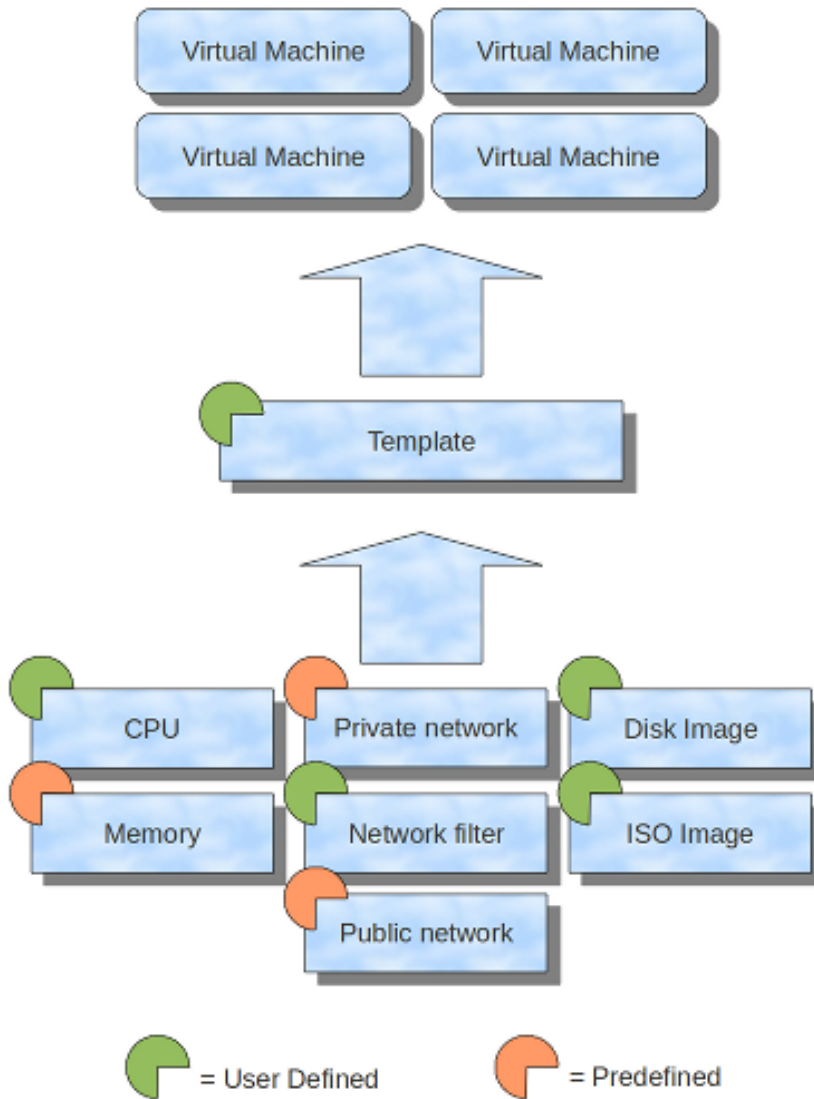 Virtual Machine
Virtual Machine
Virtual Machine
Virtual Machine
Template
CPU
Private network
Disk Image
Memory
Network filter
ISO Image
Public network
= User Defined
= Predefined